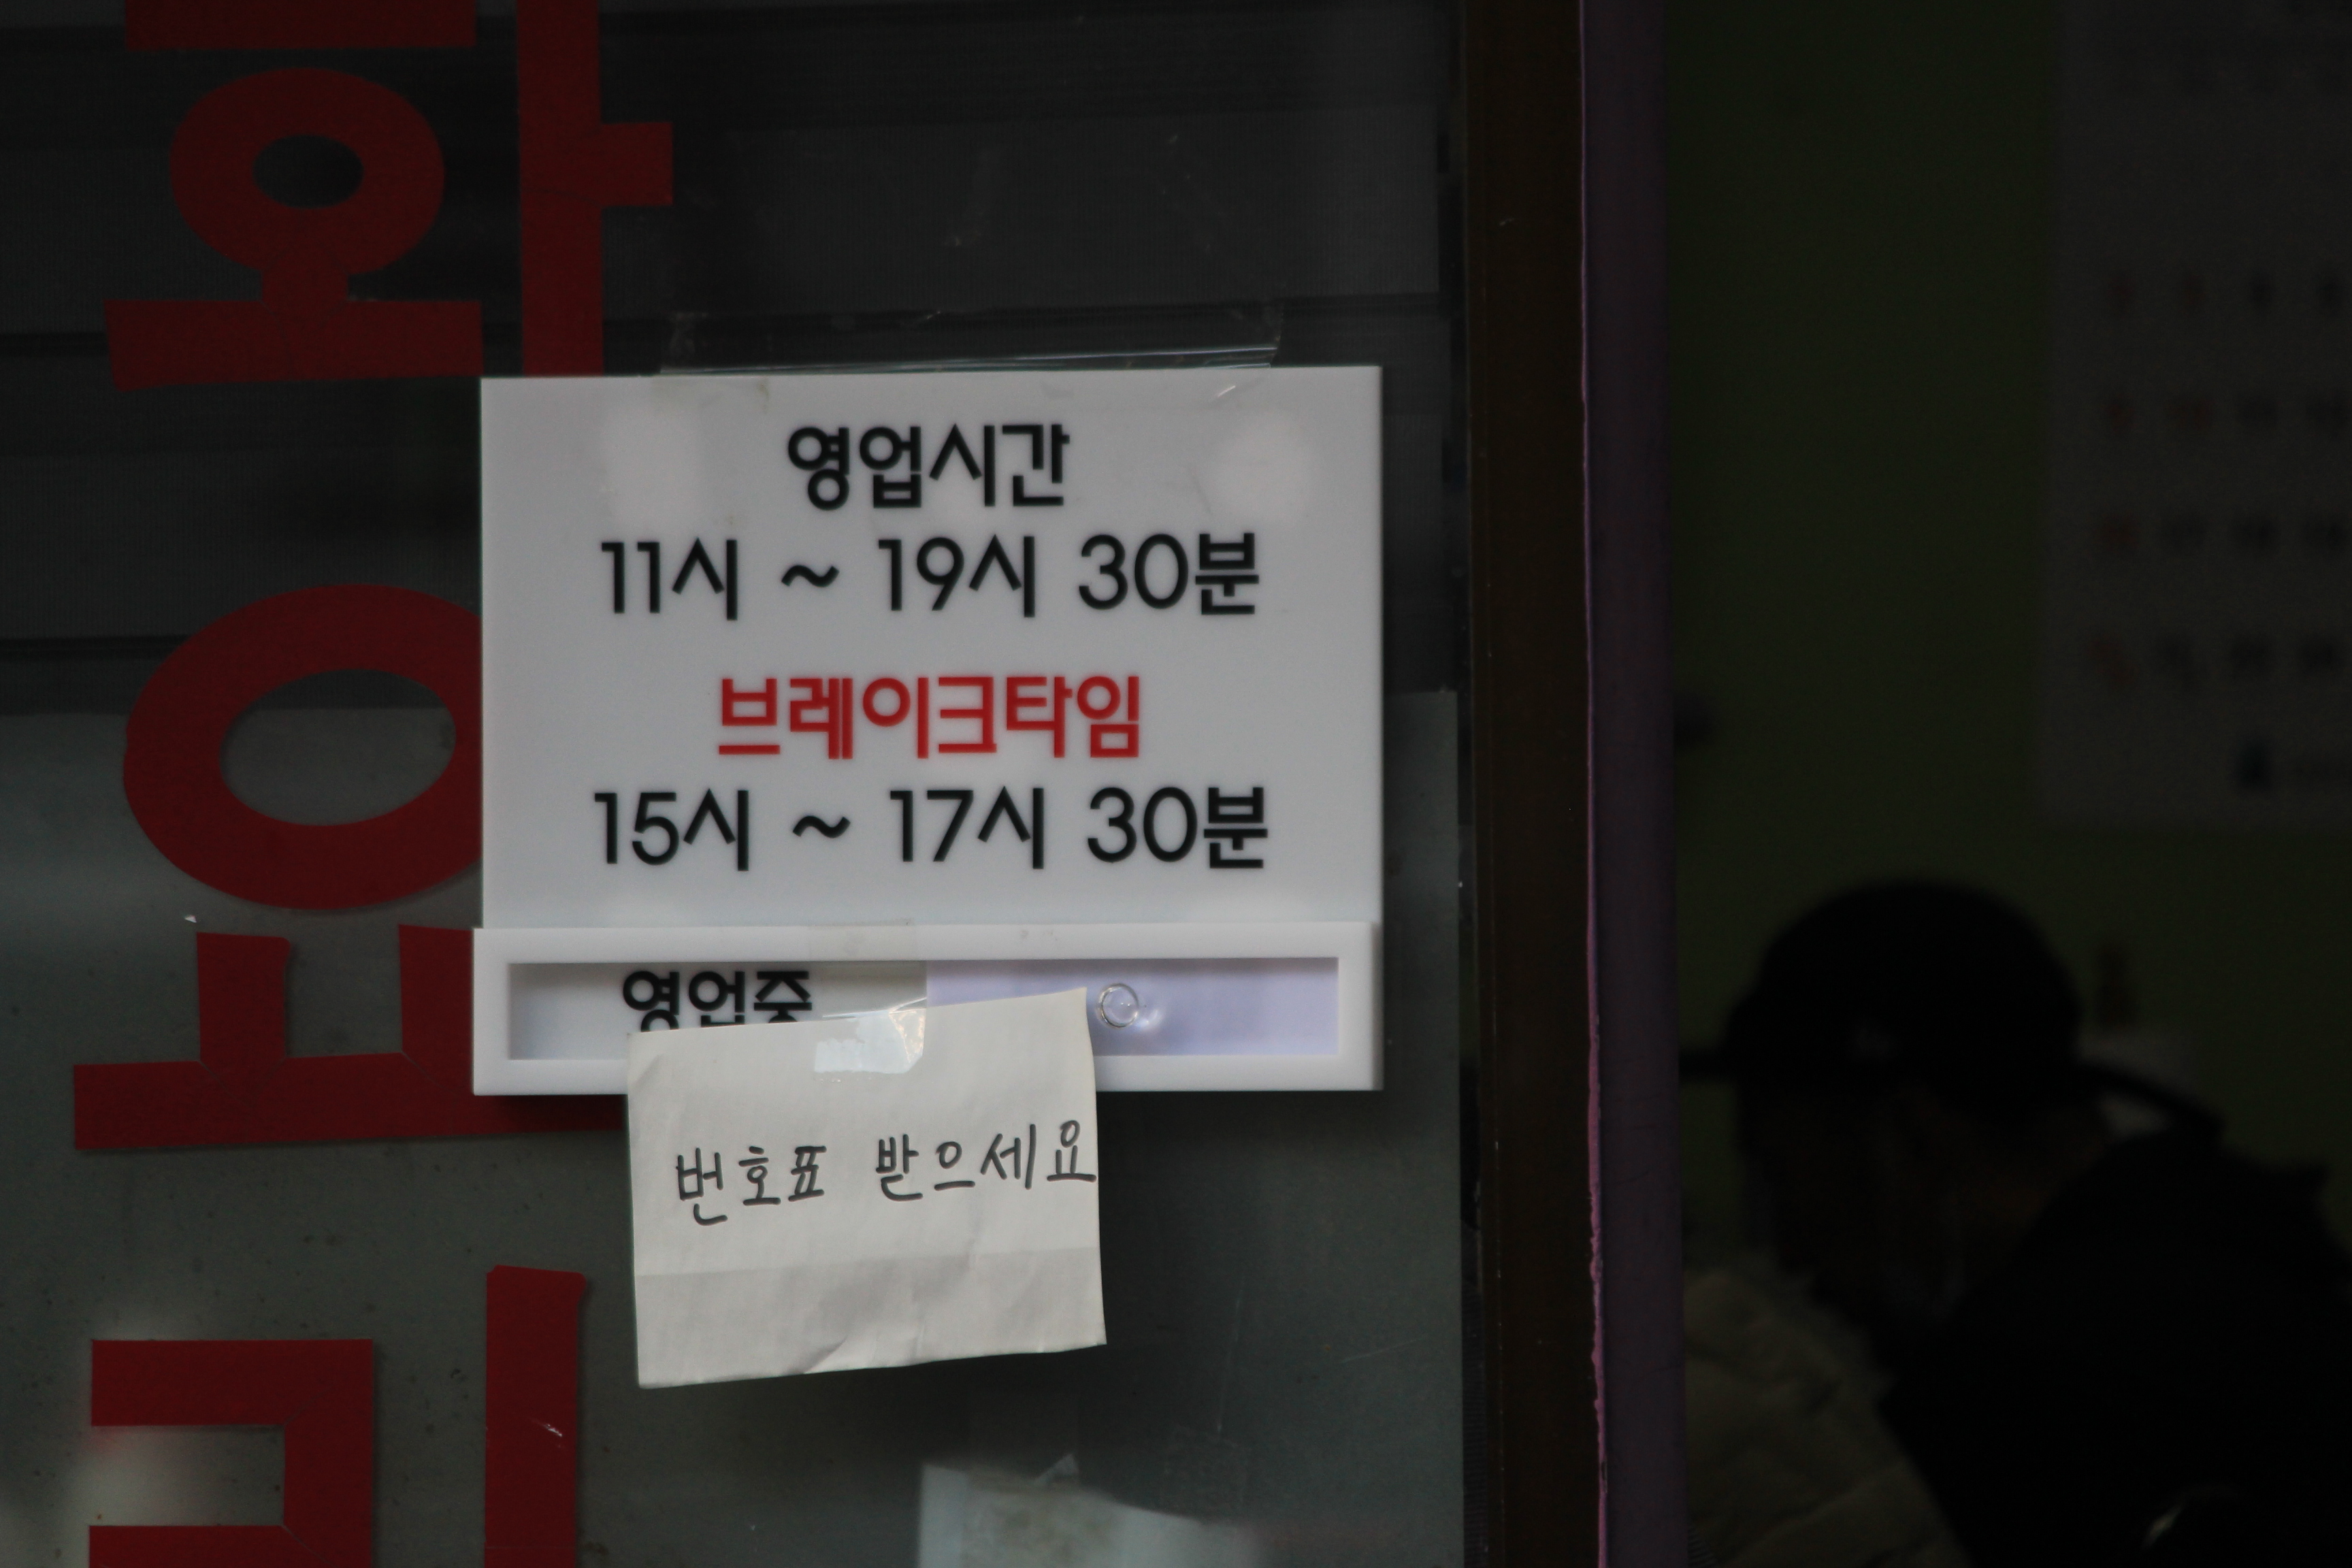 영업시간
11시 ~ 19시 30분
브레이크타임
15시 ~ 17시 30분
영업중
번호표 받으세요
요